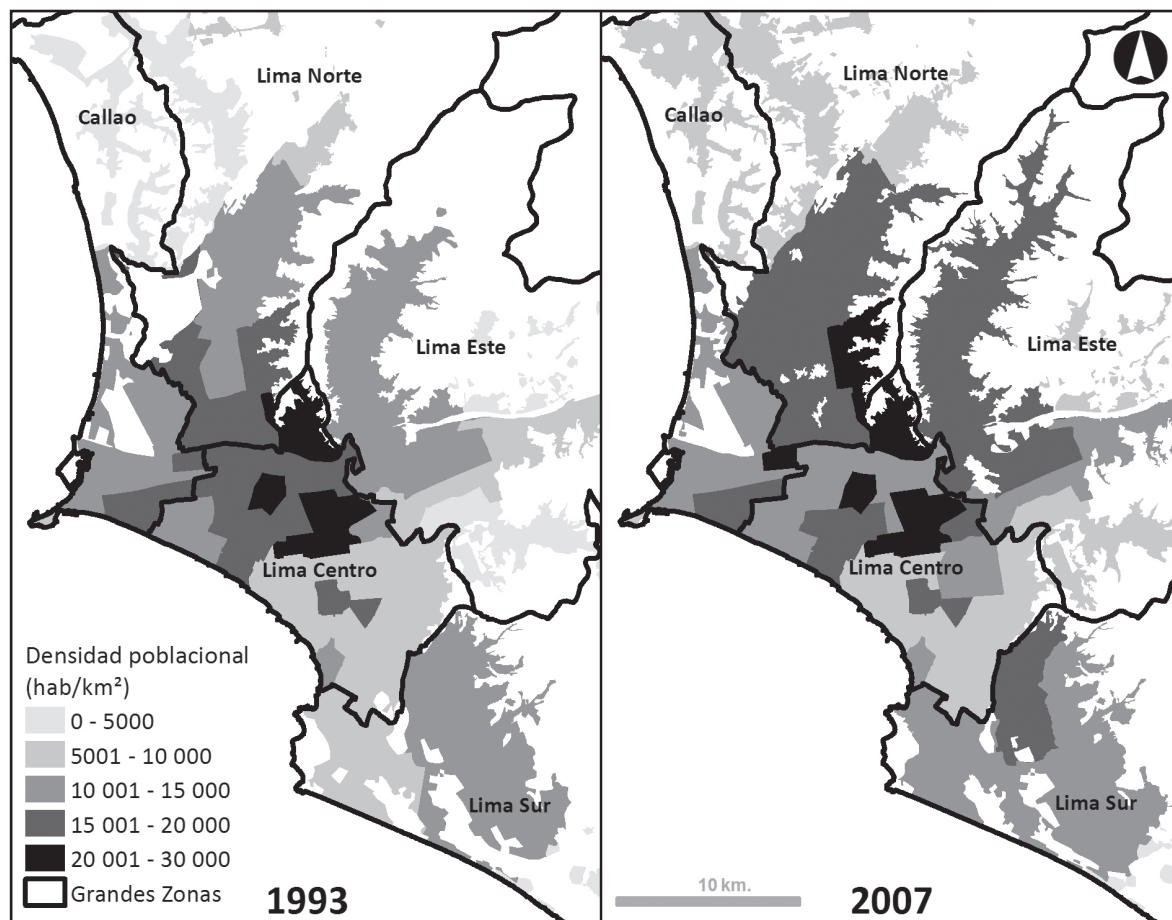 Lima Norte
Callao
Lima Este
Lima Centro
Lima Sur
Densidad poblacional
(hab/km²)
0 - 5000
5001 - 10 000
10 001 - 15 000
15 001 - 20 000
20 001 - 30 000
Grandes Zonas
1993
Lima Norte
Callao
Lima Este
Lima Centro
Lima Sur
10 km.
2007